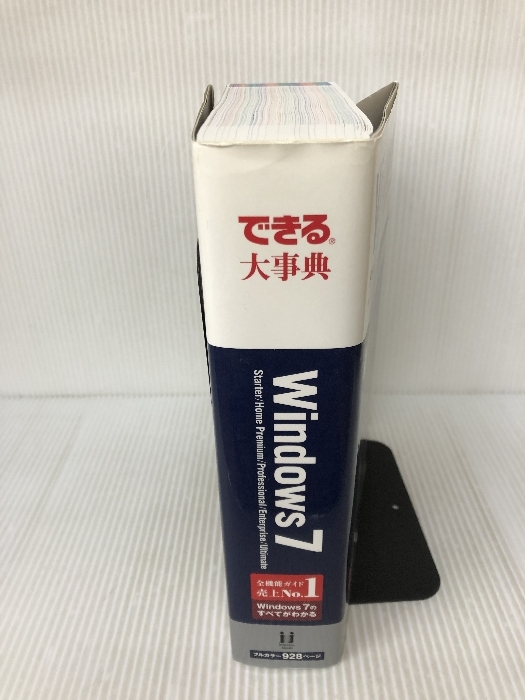 できる®
大事典
Windows 7
Starter/Home Premium/Professional/Enterprise/Ultimate
全機能ガイド
売上No.1
Windows 7の
すべてがわかる
フルカラー928ページ